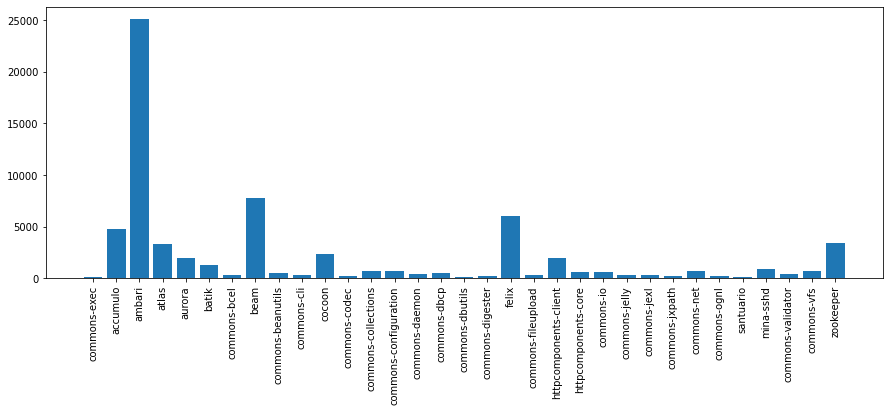 25000
20000
15000
10000
5000
0
commons-exec
accumulo
ambari
atlas
aurora
batik
commons-bcel
beam
commons-beanutils
commons-cli
cocoon
commons-codec
commons-collections
commons-configuration
commons-daemon
commons-dbcp
commons-dbutils
commons-digester
felix
commons-fileupload
httpcomponents-client
httpcomponents-core
commons-io
commons-jelly
commons-jexl
commons-jxpath
commons-net
commons-ognl
santuario
mina-sshd
commons-validator
commons-vfs
zookeeper